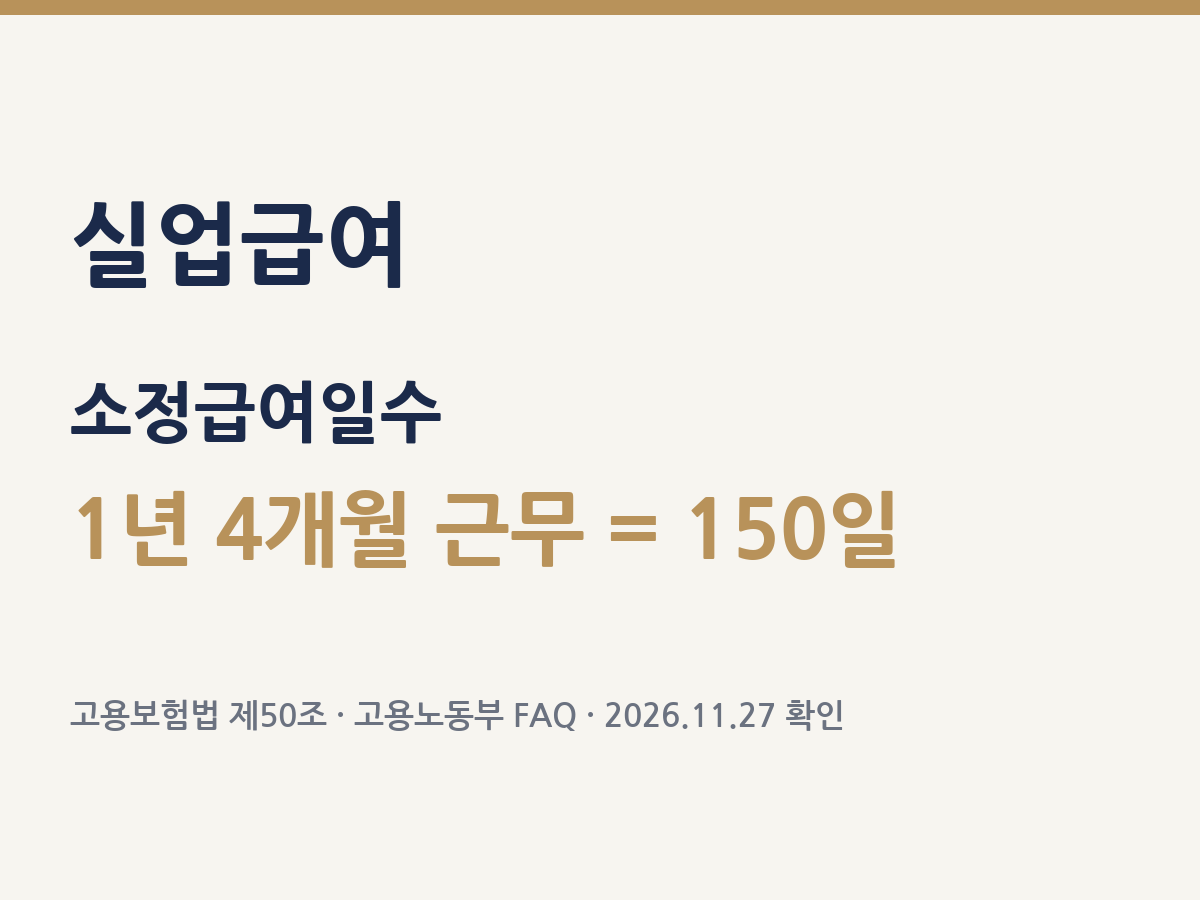 실업급여
소정급여일수
1년 4개월 근무 = 150일
고용보험법 제50조 · 고용노동부 FAQ · 2026.11.27 확인